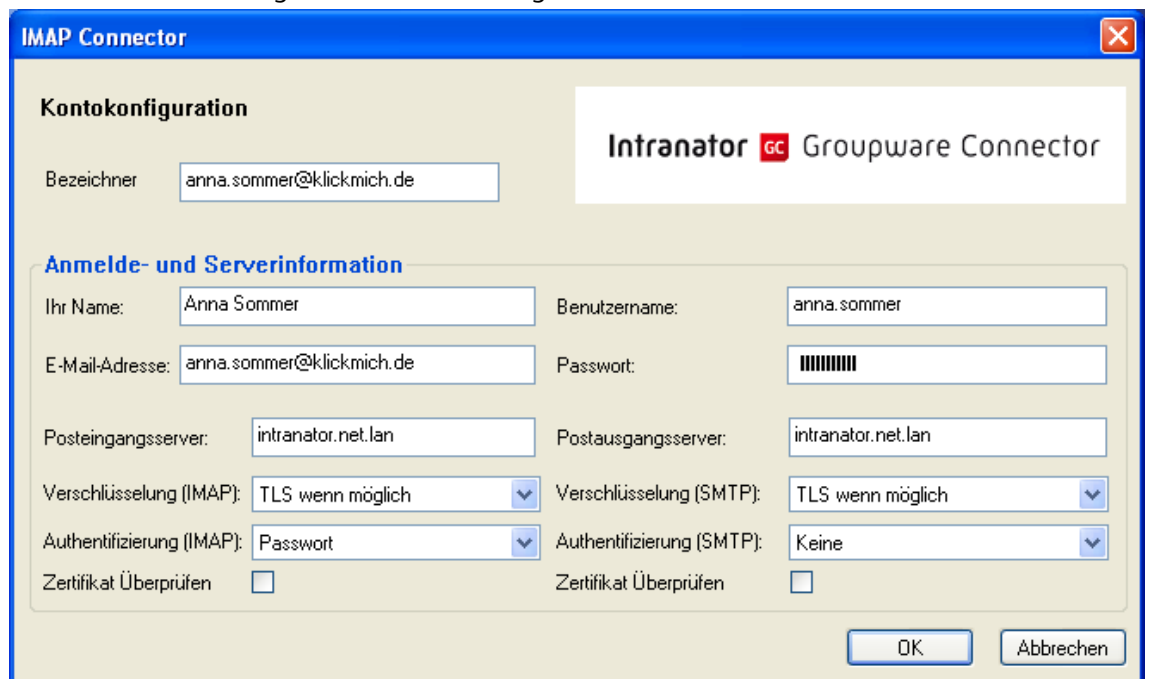 IMAP Connector
Kontokonfiguration
Intranator GC Groupware Connector
Bezeichner anna.sommer@klickmich.de
Anmelde- und Serverinformation
Ihr Name: Anna Sommer Benutzername: anna.sommer
E-Mail-Adresse: anna.sommer@klickmich.de Passwort:
Posteingangsserver: intranator.net.lan Postausgangsserver: intranator.net.lan
Verschlüsselung (IMAP): TLS wenn möglich Verschlüsselung (SMTP): TLS wenn möglich
Authentifizierung (IMAP): Passwort Authentifizierung (SMTP): Keine
Zertifikat Überprüfen Zertifikat Überprüfen
OK Abbrechen